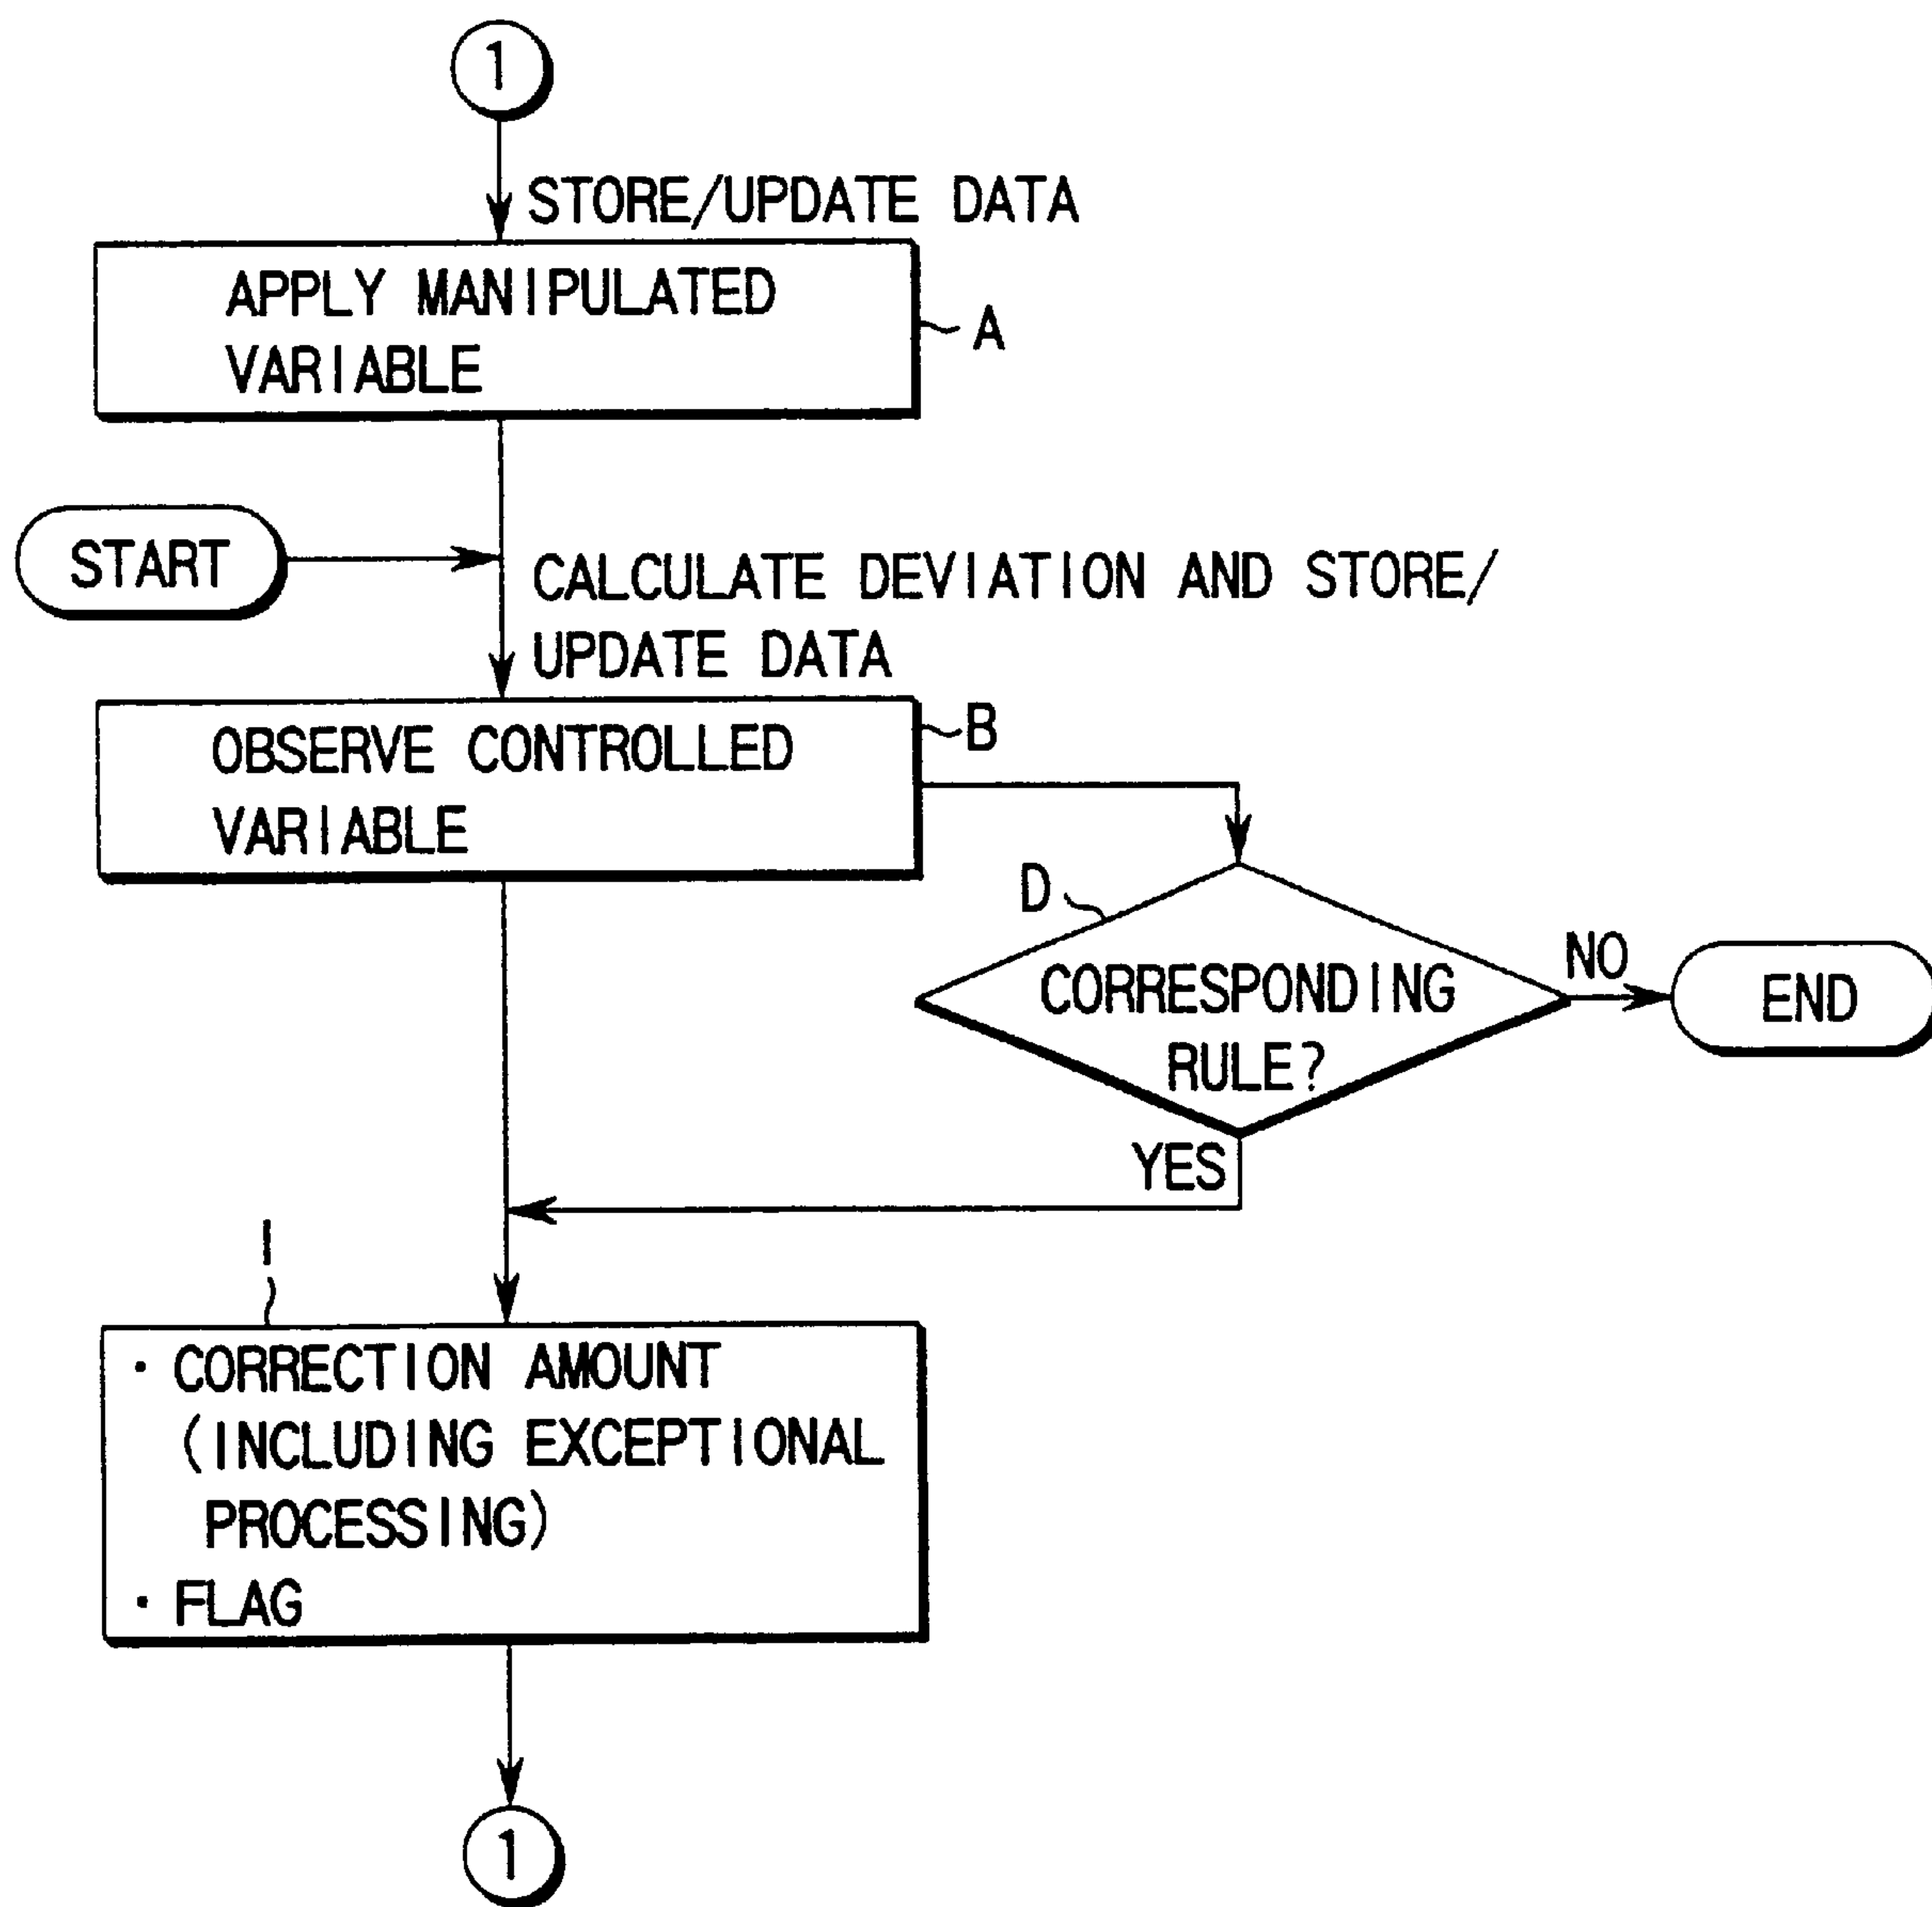 1
STORE/UPDATE DATA
APPLY MANIPULATED
VARIABLE
A
START
CALCULATE DEVIATION AND STORE/
UPDATE DATA
OBSERVE CONTROLLED
VARIABLE
B
D
CORRESPONDING
RULE?
NO
END
YES
I
· CORRECTION AMOUNT
(INCLUDING EXCEPTIONAL
PROCESSING)
· FLAG
1